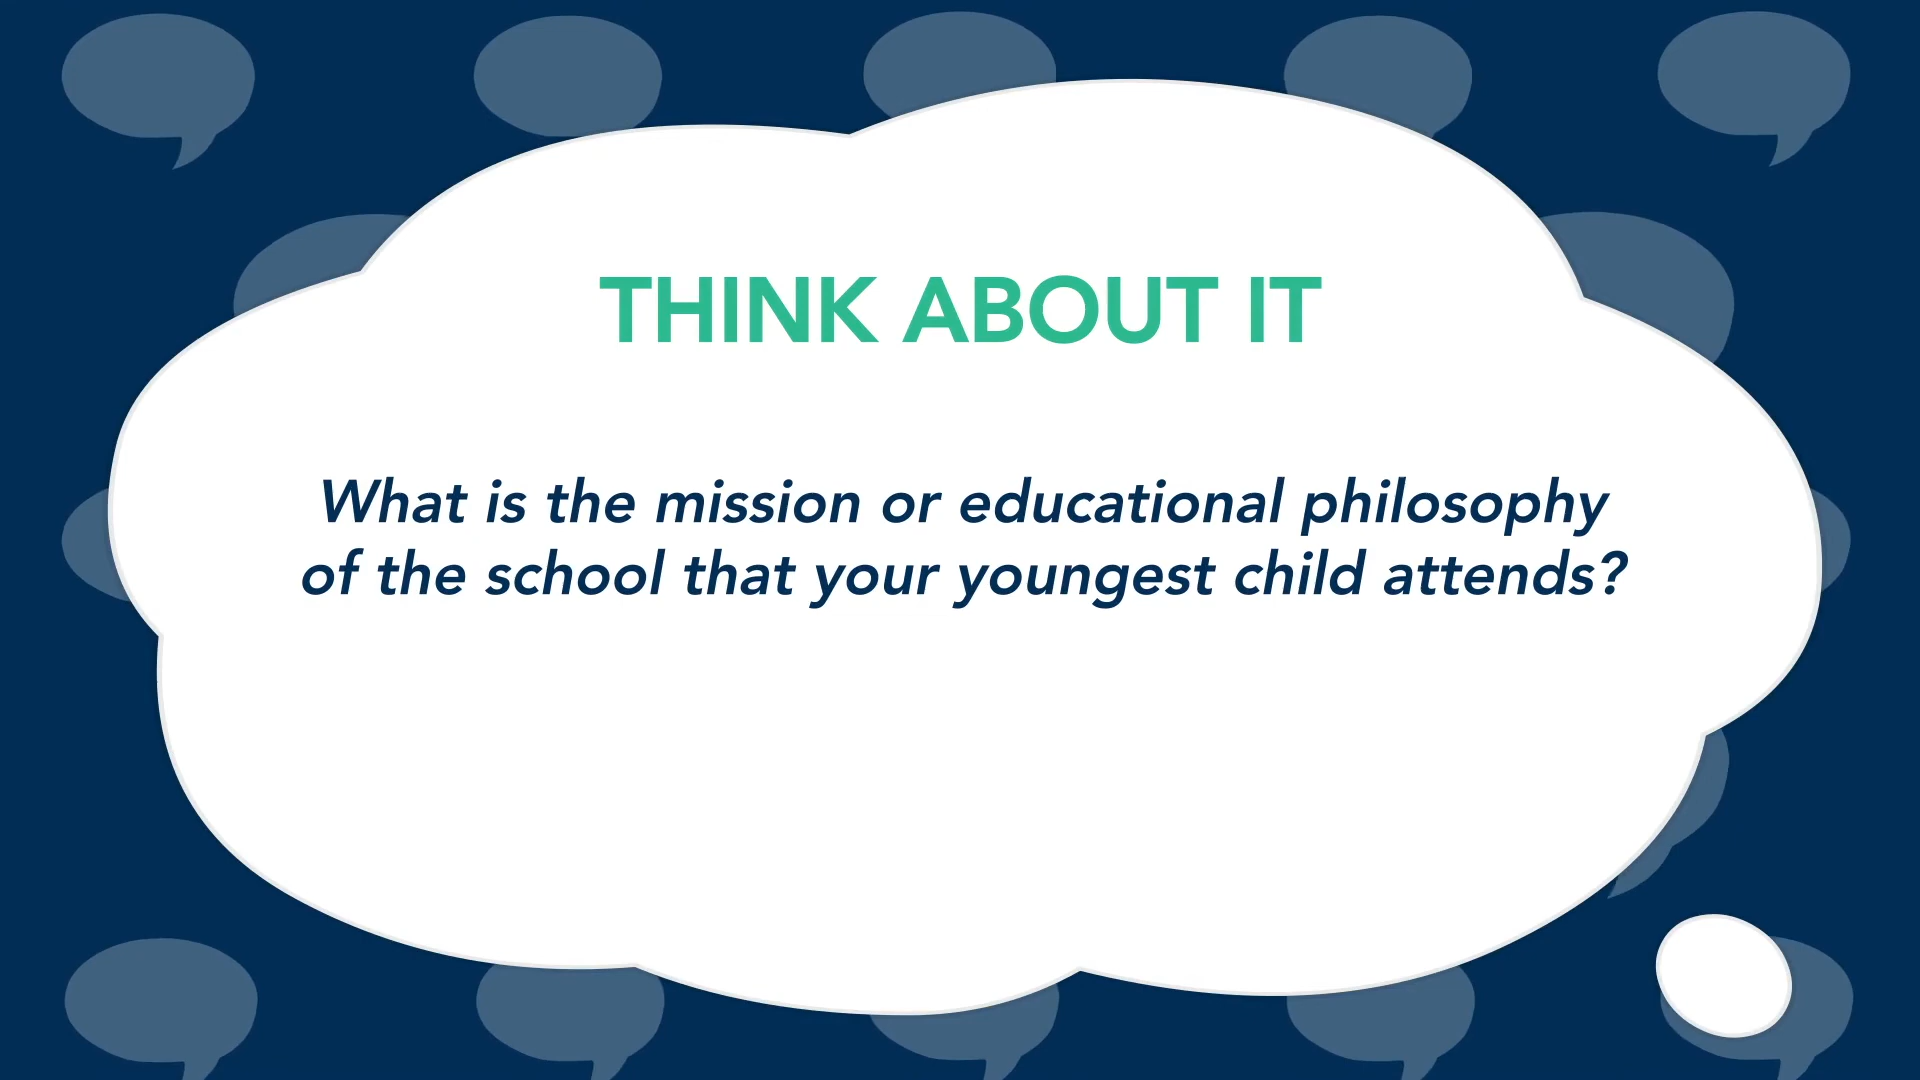 THINK ABOUT IT
What is the mission or educational philosophy
of the school that your youngest child attends?